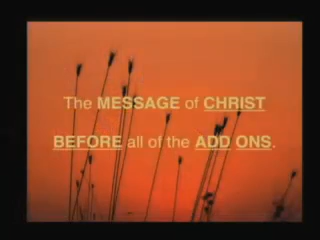 The MESSAGE of CHRIST
BEFORE all of the ADD ONS.